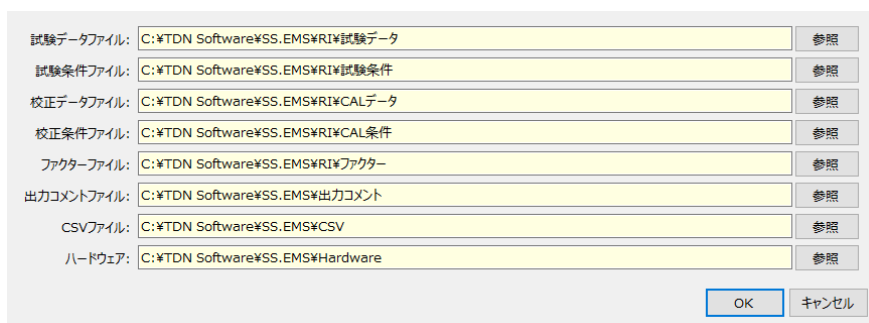 試験データファイル: C:¥TDN Software¥SS.EMS¥RI¥試験データ 参照
試験条件ファイル: C:¥TDN Software¥SS.EMS¥RI¥試験条件 参照
校正データファイル: C:¥TDN Software¥SS.EMS¥RI¥CALデータ 参照
校正条件ファイル: C:¥TDN Software¥SS.EMS¥RI¥CAL条件 参照
ファクターファイル: C:¥TDN Software¥SS.EMS¥RI¥ファクター 参照
出力コメントファイル: C:¥TDN Software¥SS.EMS¥出力コメント 参照
CSVファイル: C:¥TDN Software¥SS.EMS¥CSV 参照
ハードウェア: C:¥TDN Software¥SS.EMS¥Hardware 参照
OK キャンセル